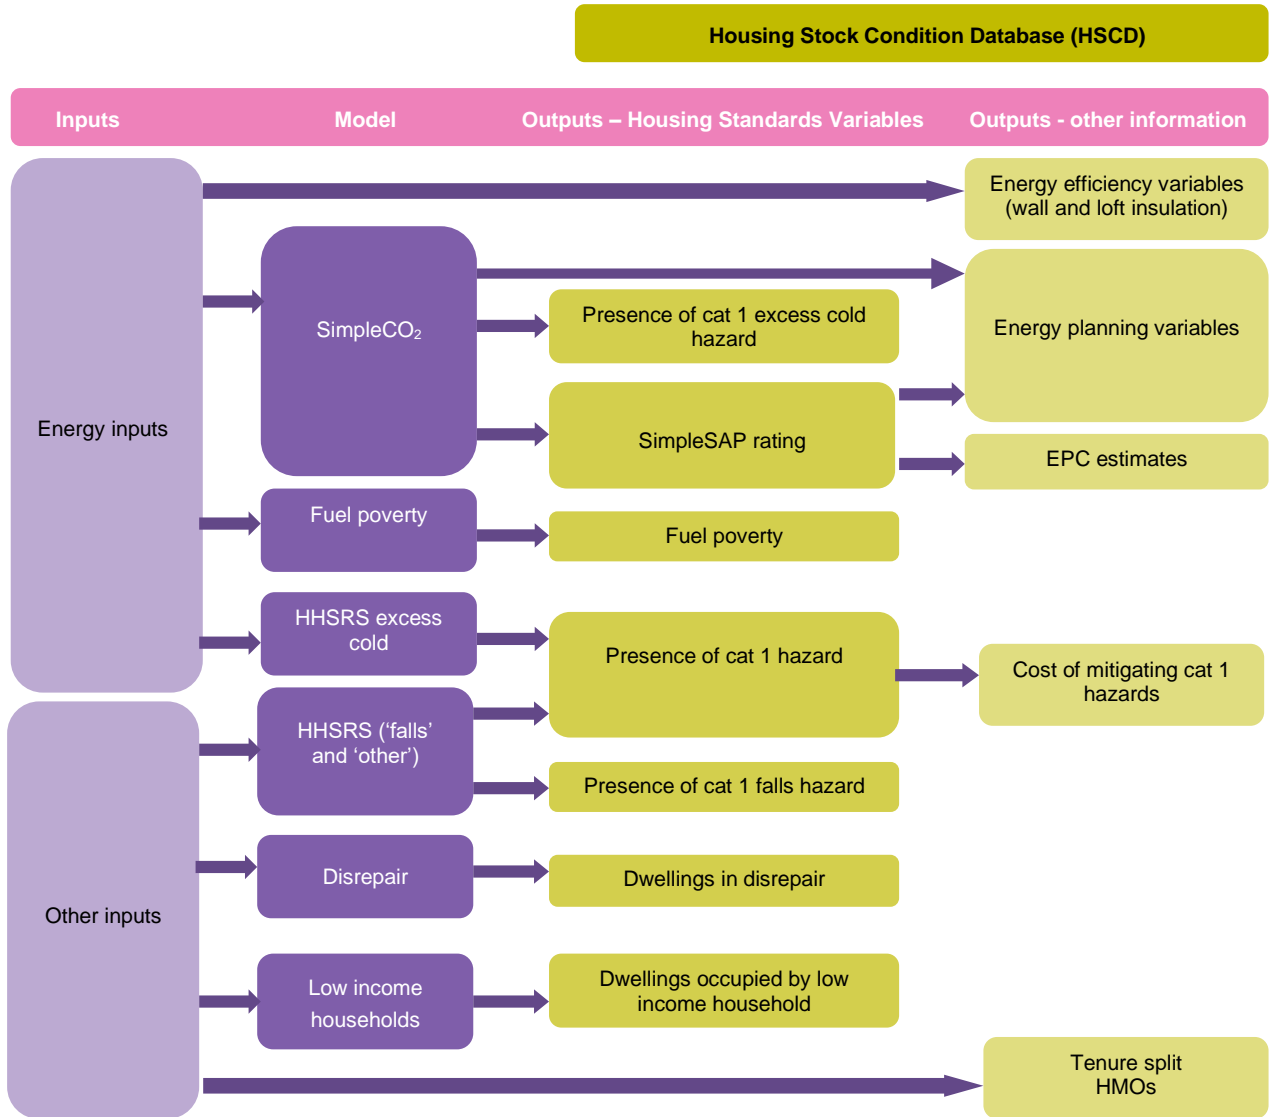 Housing Stock Condition Database (HSCD)
Inputs
Model
Outputs – Housing Standards Variables
Outputs - other information
Energy efficiency variables
(wall and loft insulation)
SimpleCO₂
Presence of cat 1 excess cold
hazard
Energy planning variables
Energy inputs
SimpleSAP rating
EPC estimates
Fuel poverty
Fuel poverty
HHSRS excess
cold
Presence of cat 1 hazard
Cost of mitigating cat 1
hazards
HHSRS (‘falls’
and ‘other’)
Presence of cat 1 falls hazard
Disrepair
Dwellings in disrepair
Other inputs
Low income
households
Dwellings occupied by low
income household
Tenure split
HMOs